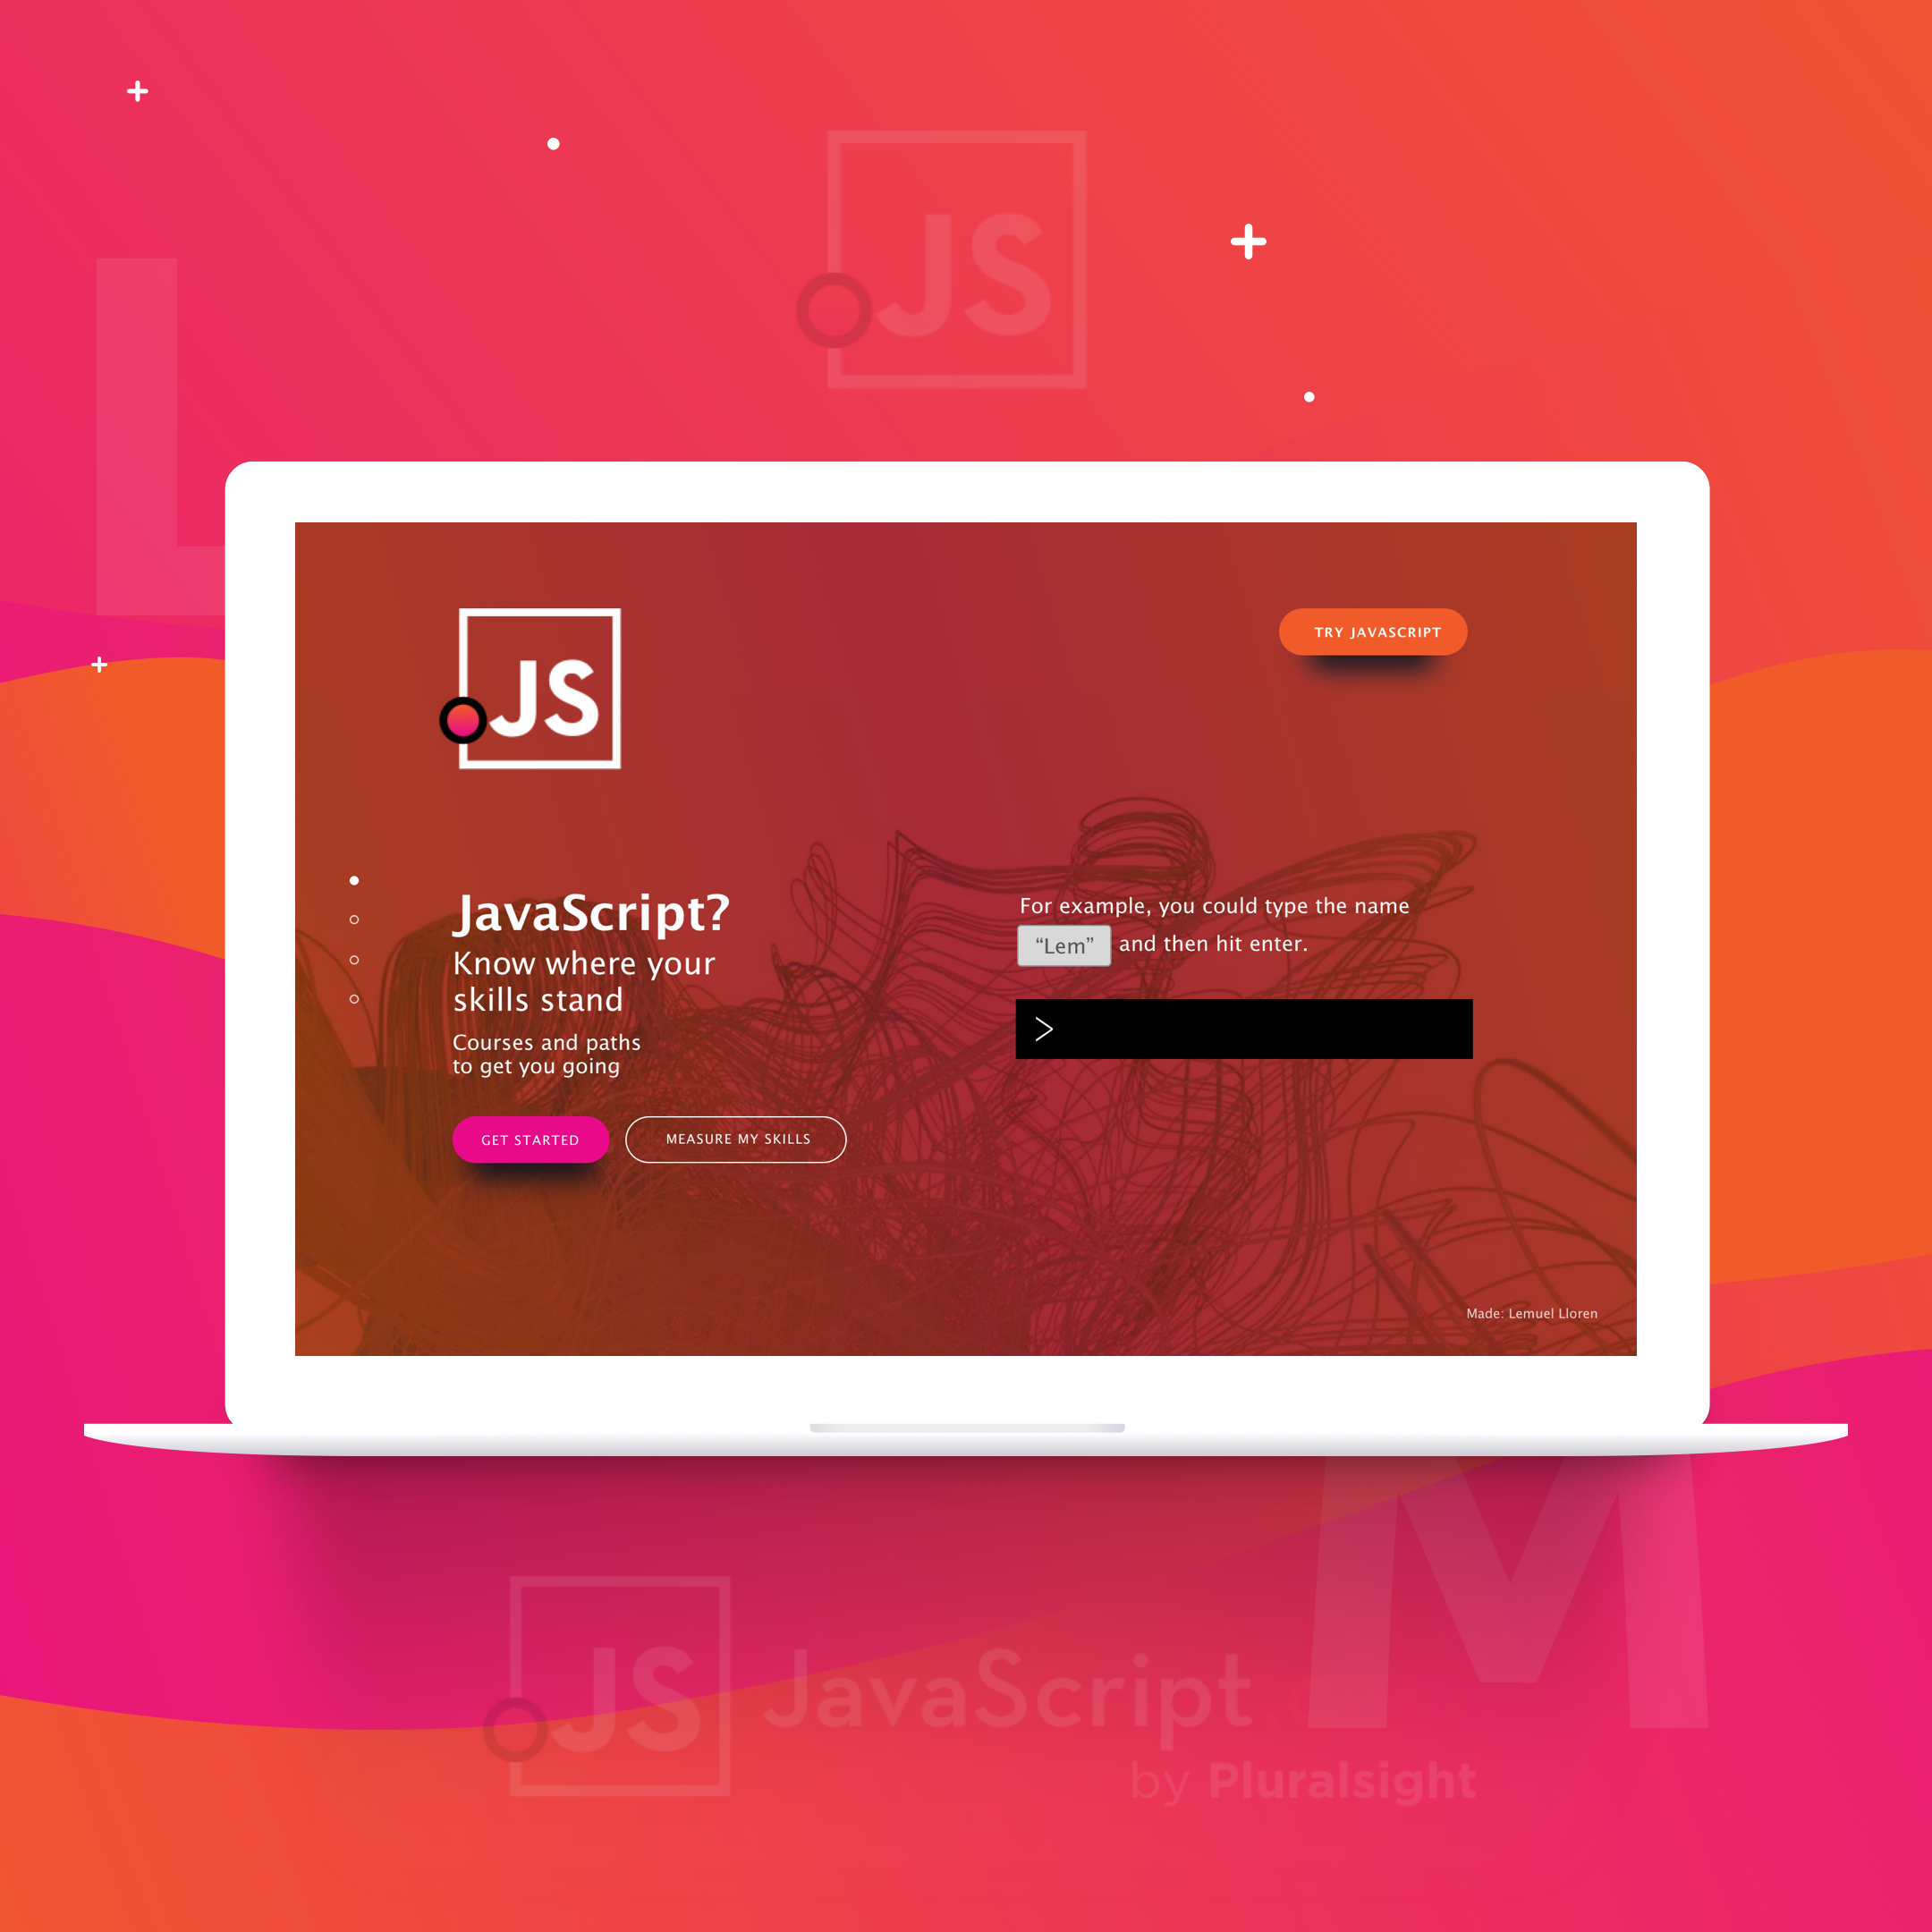 JS
L
JS
TRY JAVASCRIPT
JavaScript?
Know where your
skills stand
Courses and paths
to get you going
GET STARTED
MEASURE MY SKILLS
For example, you could type the name
“Lem” and then hit enter.
>
Made: Lemuel Lloren
M
JS
JavaScript
by Pluralsight